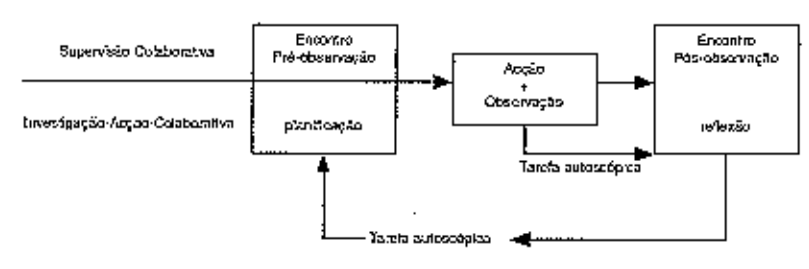 Supervisão Colaborativa
Investigação-Acção-Colaborativa
Encontro
Pré-observação
planificação
Acção
+
Observação
Encontro
Pós-observação
reflexão
Tarefa autoscópica
Tarefa autoscópica